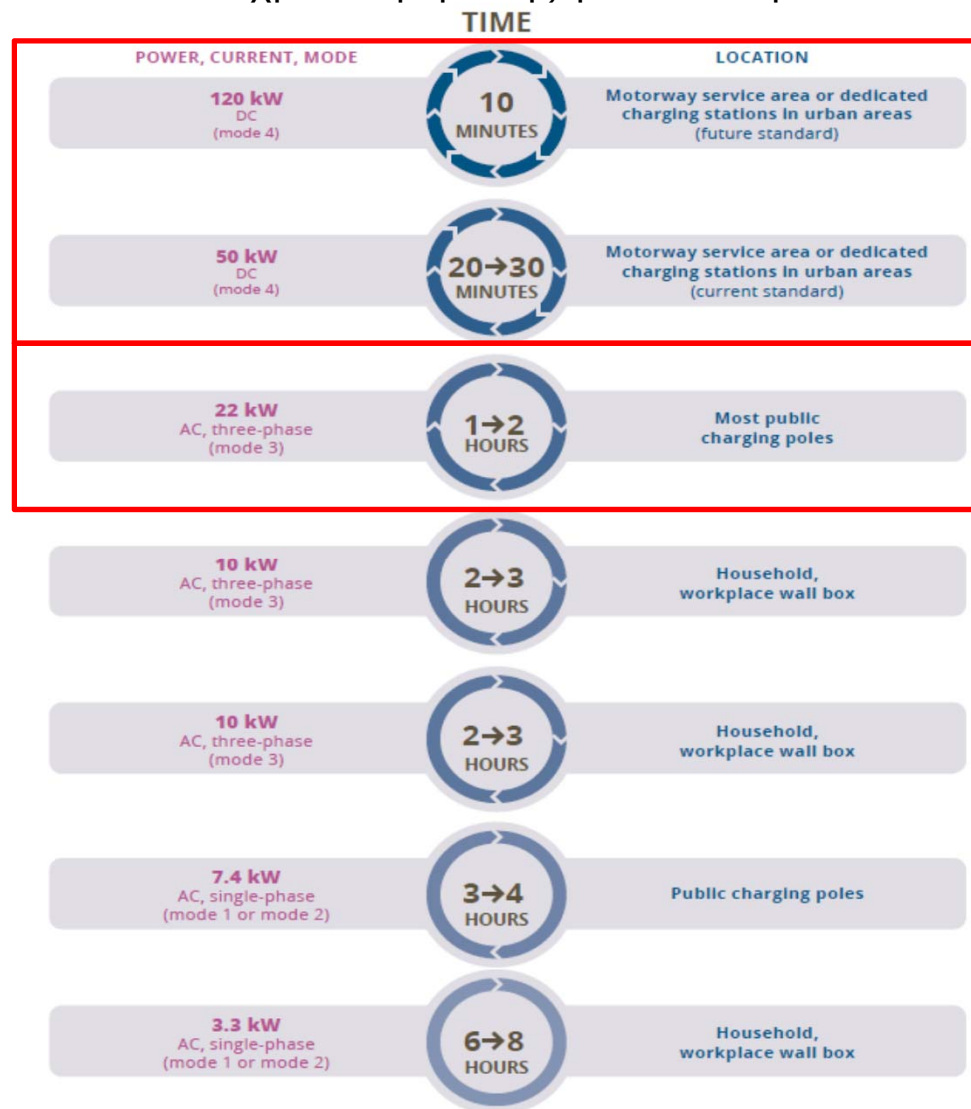 TIME
POWER, CURRENT, MODE
LOCATION
120 kW
DC
(mode 4)
10
MINUTES
Motorway service area or dedicated
charging stations in urban areas
(future standard)
50 kW
DC
(mode 4)
20→30
MINUTES
Motorway service area or dedicated
charging stations in urban areas
(current standard)
22 kW
AC, three-phase
(mode 3)
1→2
HOURS
Most public
charging poles
10 kW
AC, three-phase
(mode 3)
2→3
HOURS
Household,
workplace wall box
10 kW
AC, three-phase
(mode 3)
2→3
HOURS
Household,
workplace wall box
7.4 kW
AC, single-phase
(mode 1 or mode 2)
3→4
HOURS
Public charging poles
3.3 kW
AC, single-phase
(mode 1 or mode 2)
6→8
HOURS
Household,
workplace wall box